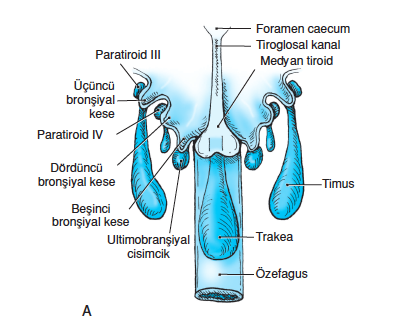 Foramen caecum
Tiroglosal kanal
Medyan tiroid
Paratiroid III
Üçüncü
bronşiyal
kese
Paratiroid IV
Dördüncü
bronşiyal kese
Beşinci
bronşiyal kese
Ultimobranşiyal
cisimcik
Timus
Trakea
Özefagus
A